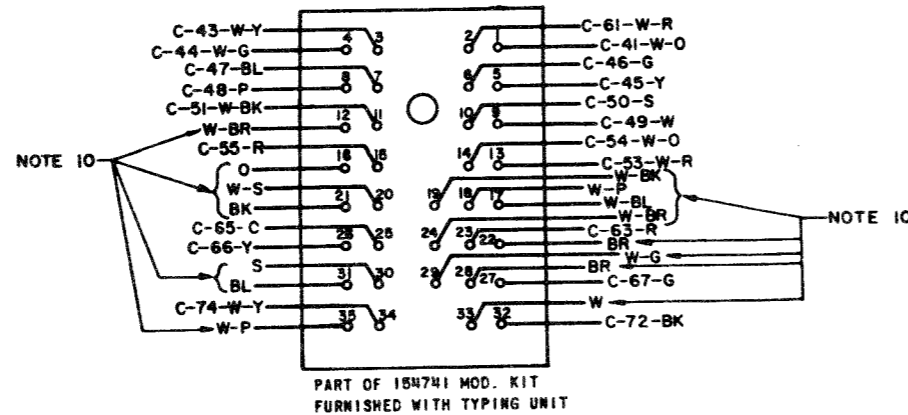 C-43-W-Y 4 3 2 1 C-61-W-R
C-44-W-G C-41-W-O
C-47-BL 8 7 6 5 C-46-G
C-48-P C-45-Y
C-51-W-BK 12 11 10 9 C-50-S
W-BR C-49-W
C-55-R 16 15 14 13 C-54-W-O
NOTE 10 O C-53-W-R
W-S 21 20 19 18 17 W-BK
W-P
BK W-BL
W-BR NOTE 10
C-65-C 26 25 24 23 22 C-63-R
C-66-Y BR
S 31 30 29 28 27 W-G
BR
BL C-67-G
C-74-W-Y 35 34 33 32 W
W-P C-72-BK
PART OF 154741 MOD. KIT
FURNISHED WITH TYPING UNIT